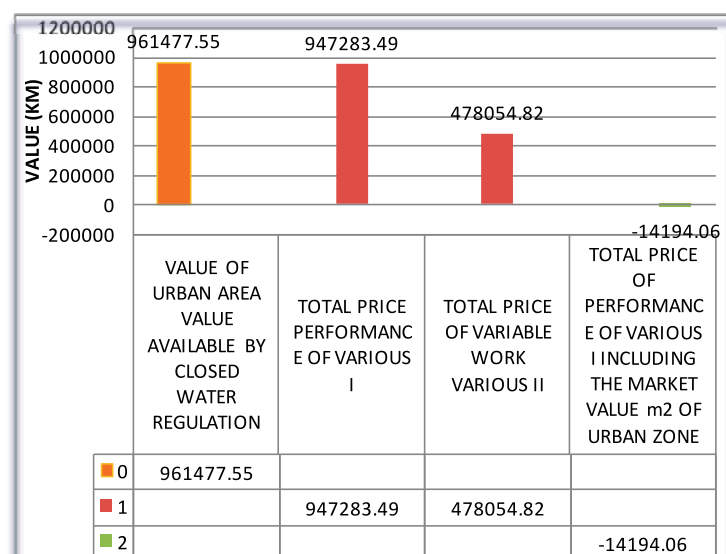 1200000
961477.55
947283.49
1000000
800000
478054.82
600000
400000
200000
0
-200000
VALUE (KM)
-14194.06
VALUE OF
URBAN AREA
VALUE
AVAILABLE BY
CLOSED
WATER
REGULATION
TOTAL PRICE
PERFORMANC
E OF VARIOUS
I
TOTAL PRICE
OF VARIABLE
WORK
VARIOUS II
TOTAL PRICE
OF
PERFORMANC
E OF VARIOUS
I INCLUDING
THE MARKET
VALUE m2 OF
URBAN ZONE
0 961477.55
1 947283.49 478054.82
2 -14194.06